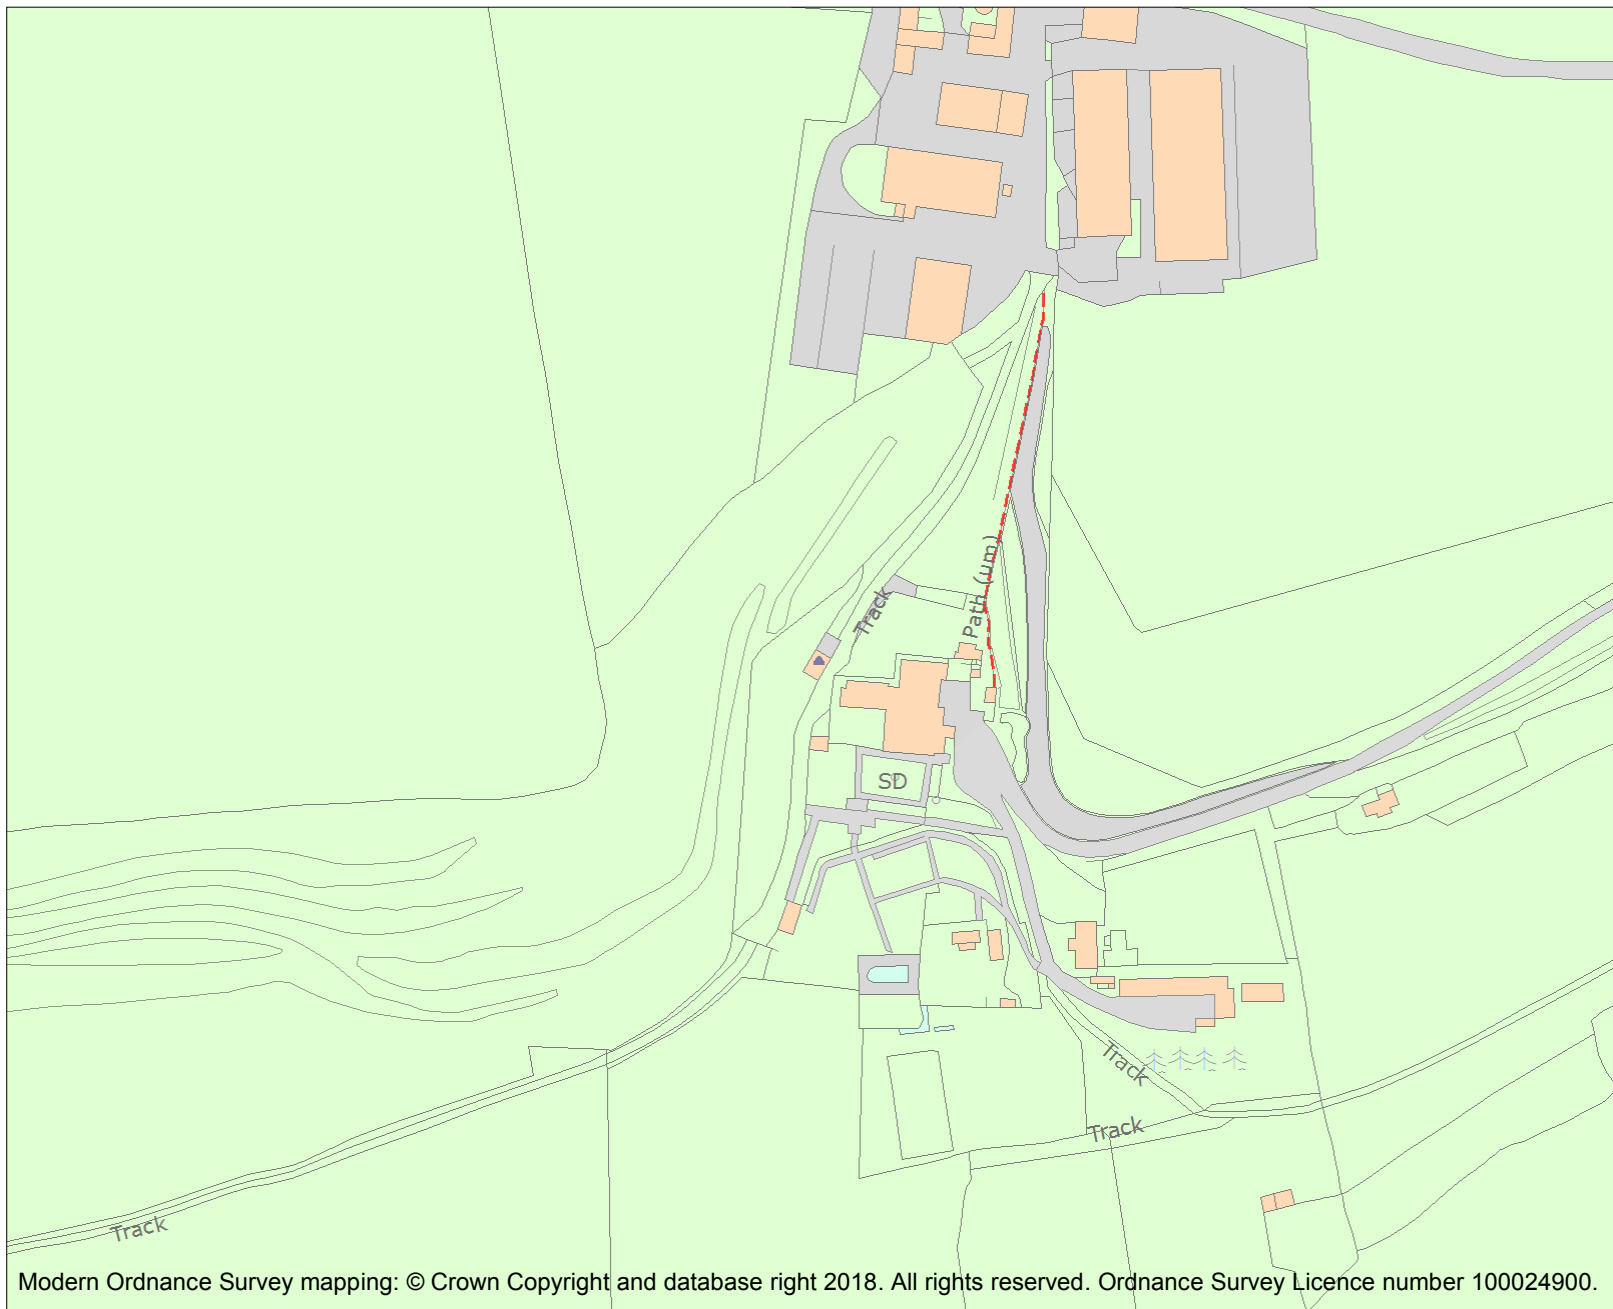 Path (um)
Track
SD
Track
Track
Track
Modern Ordnance Survey mapping: © Crown Copyright and database right 2018. All rights reserved. Ordnance Survey Licence number 100024900.